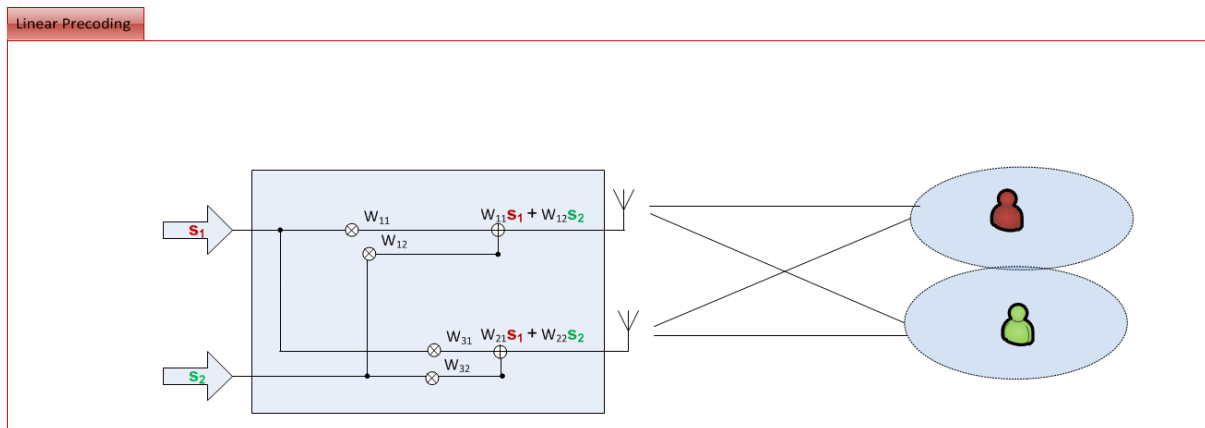 Linear Precoding
W₁₁
W₁₁s₁ + W₁₂s₂
s₁
W₁₂
W₃₁
W₂₁s₁ + W₂₂s₂
W₃₂
s₂